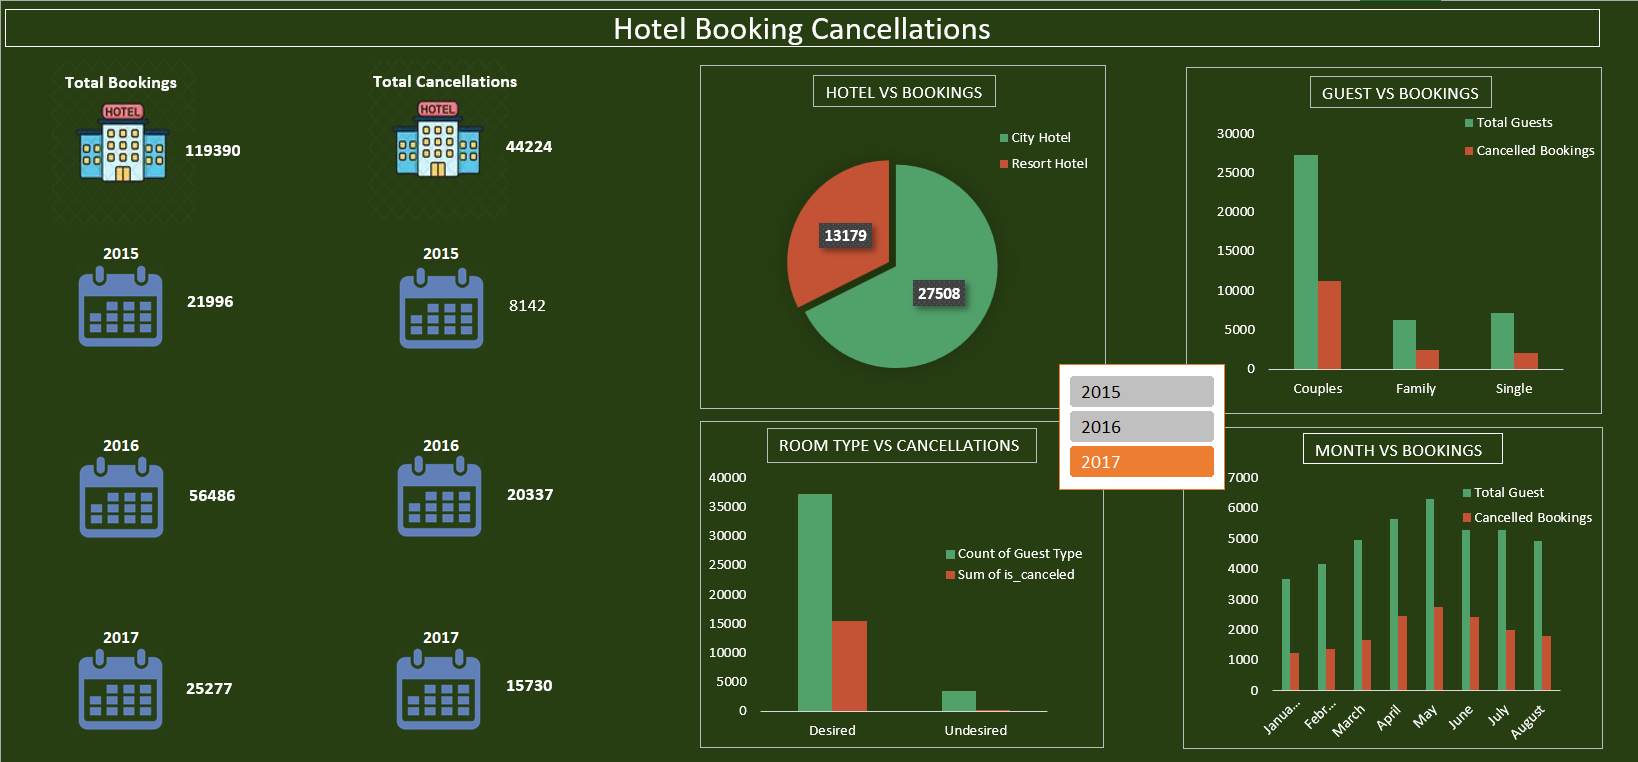 Hotel Booking Cancellations
Total Bookings
HOTEL
119390
2015
21996
2016
56486
2017
25277
Total Cancellations
HOTEL
44224
2015
8142
2016
20337
2017
15730
HOTEL VS BOOKINGS
City Hotel
Resort Hotel
13179
27508
GUEST VS BOOKINGS
Total Guests
Cancelled Bookings
30000
25000
20000
15000
10000
5000
0
Couples Family Single
2015
2016
2017
ROOM TYPE VS CANCELLATIONS
40000
35000
30000
25000
20000
15000
10000
5000
0
Count of Guest Type
Sum of is_canceled
Desired Undesired
MONTH VS BOOKINGS
7000
6000
5000
4000
3000
2000
1000
0
Total Guest
Cancelled Bookings
Janua... Febr... March April May June July August